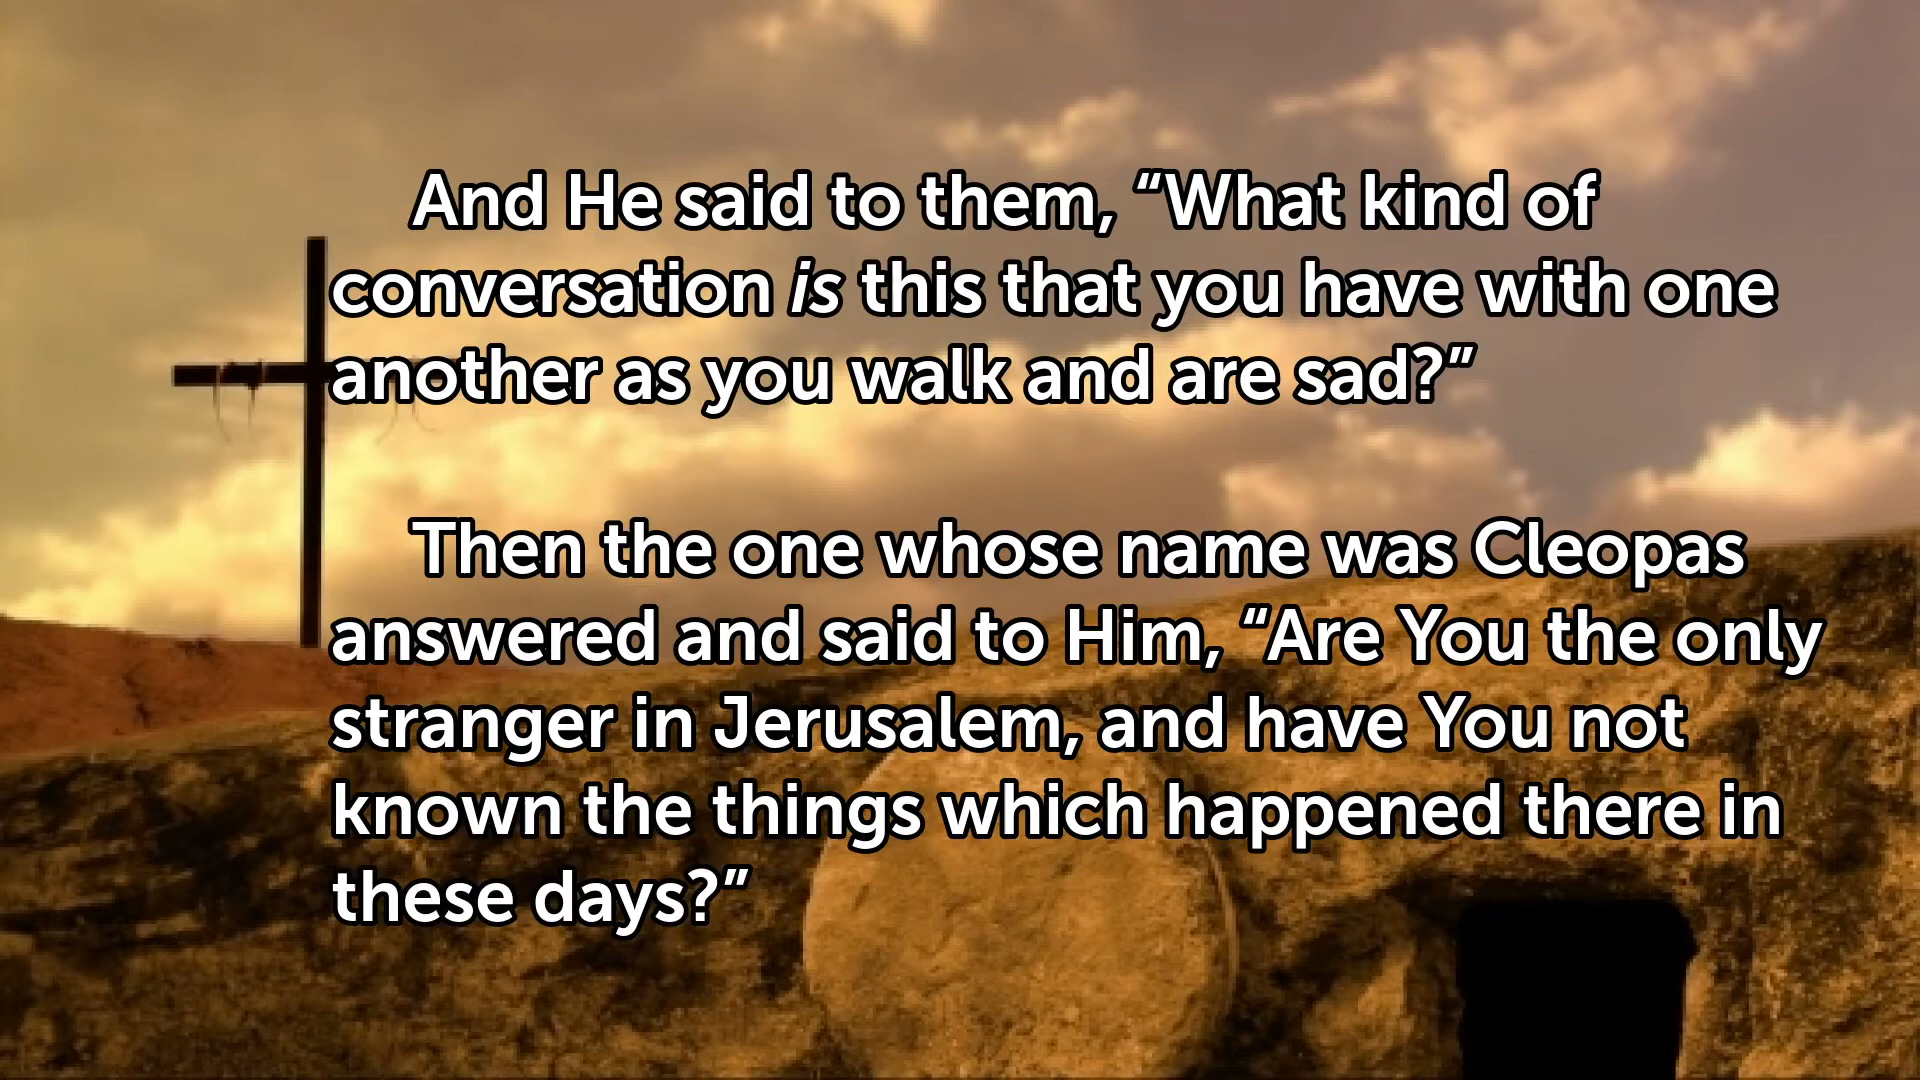 And He said to them, “What kind of
conversation is this that you have with one
another as you walk and are sad?”
Then the one whose name was Cleopas
answered and said to Him, “Are You the only
stranger in Jerusalem, and have You not
known the things which happened there in
these days?”